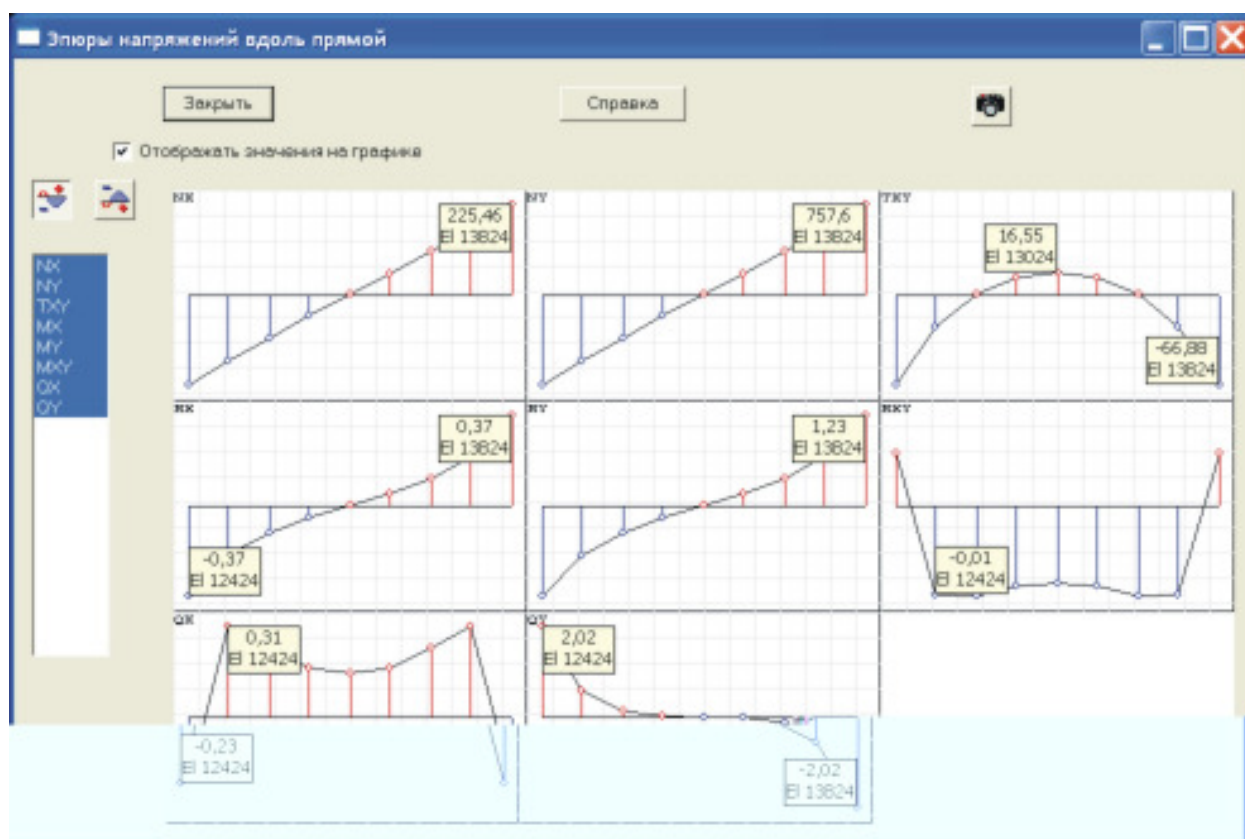 Эпюры напряжений вдоль прямой
Закрыть
Справка
Отображать значения на графике
NX
NY
TXY
MX
MY
MXY
QX
QY
NX
225,46
El 13824
NY
757,6
El 13824
TXY
16,55
El 13024
-66,88
El 13824
MX
0,37
El 13824
-0,37
El 12424
MY
1,23
El 13824
MXY
-0,01
El 12424
QX
0,31
El 12424
-0,23
El 12424
QY
2,02
El 12424
-2,02
El 13824